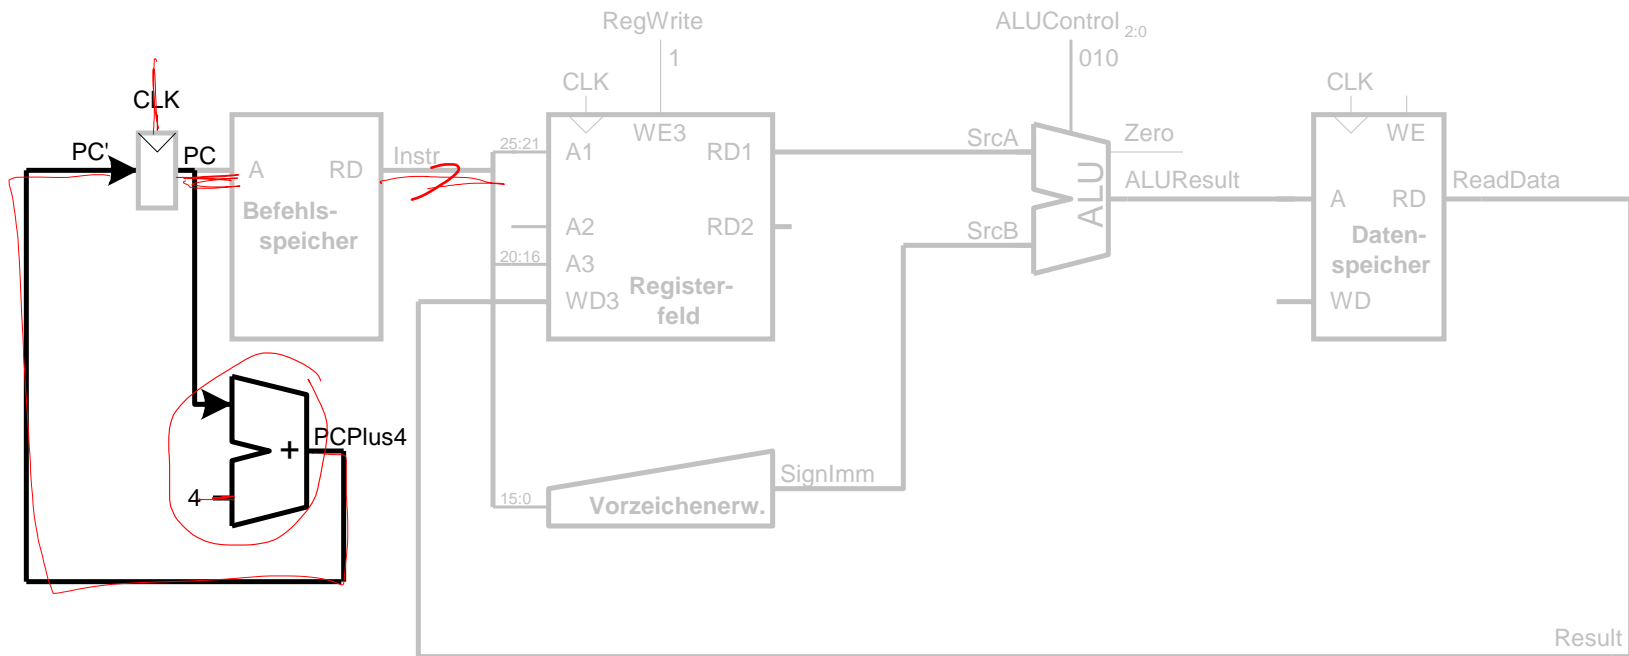 RegWrite
1
ALUControl 2:0
010
CLK
CLK
CLK
PC'
PC
A
RD
Befehls-
speicher
Instr
25:21
20:16
15:0
A1
A2
A3
WD3
WE3
RD1
RD2
Register-
feld
SrcA
SrcB
ALU
Zero
ALUResult
WE
A
RD
Daten-
speicher
WD
ReadData
4
+
PCPlus4
Vorzeichenerw.
SignImm
Result